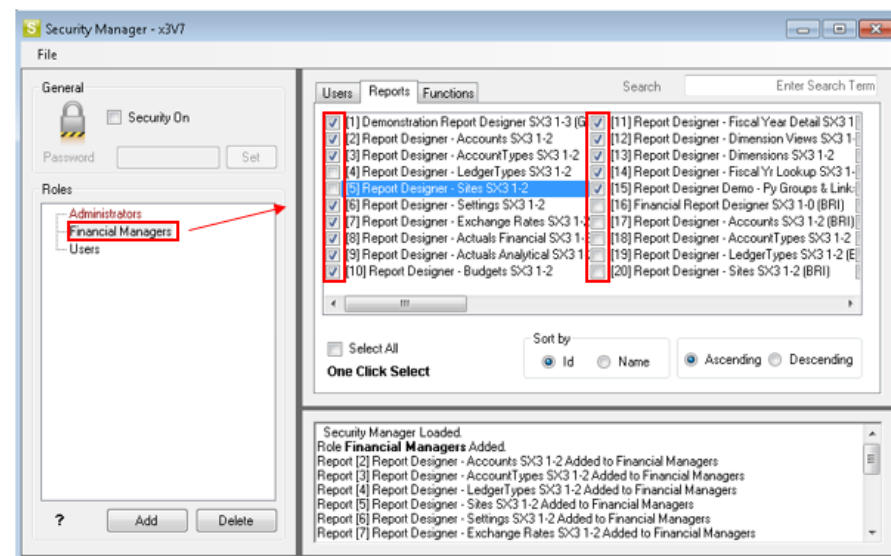 Security Manager - x3V7
File
General
Security On
Password
Set
Roles
Administrators
Financial Managers
Users
?
Add
Delete
Users
Reports
Functions
Search
Enter Search Term
[1] Demonstration Report Designer SX3 1-3 (G
[2] Report Designer - Accounts SX3 1-2
[3] Report Designer - AccountTypes SX3 1-2
[4] Report Designer - LedgerTypes SX3 1-2
[5] Report Designer - Sites SX3 1-2
[6] Report Designer - Settings SX3 1-2
[7] Report Designer - Exchange Rates SX3 1-2
[8] Report Designer - Actuals Financial SX3 1-
[9] Report Designer - Actuals Analytical SX3 1
[10] Report Designer - Budgets SX3 1-2
[11] Report Designer - Fiscal Year Detail SX3 1
[12] Report Designer - Dimension Views SX3 1-
[13] Report Designer - Dimensions SX3 1-2
[14] Report Designer - Fiscal Yr Lookup SX3 1-
[15] Report Designer Demo - Py Groups & Link
[16] Financial Report Designer SX3 1-0 (BRI)
[17] Report Designer - Accounts SX3 1-2 (BRI)
[18] Report Designer - AccountTypes SX3 1-2
[19] Report Designer - LedgerTypes SX3 1-2 (E
[20] Report Designer - Sites SX3 1-2 (BRI)
Select All
One Click Select
Sort by
Id
Name
Ascending
Descending
Security Manager Loaded.
Role Financial Managers Added.
Report [2] Report Designer - Accounts SX3 1-2 Added to Financial Managers
Report [3] Report Designer - AccountTypes SX3 1-2 Added to Financial Managers
Report [4] Report Designer - LedgerTypes SX3 1-2 Added to Financial Managers
Report [5] Report Designer - Sites SX3 1-2 Added to Financial Managers
Report [6] Report Designer - Settings SX3 1-2 Added to Financial Managers
Report [7] Report Designer - Exchange Rates SX3 1-2 Added to Financial Managers